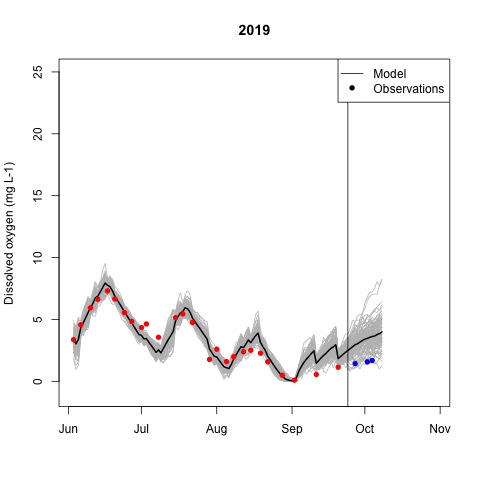 2019
Model
Observations
Dissolved oxygen (mg L-1)
25
20
15
10
5
0
Jun Jul Aug Sep Oct Nov